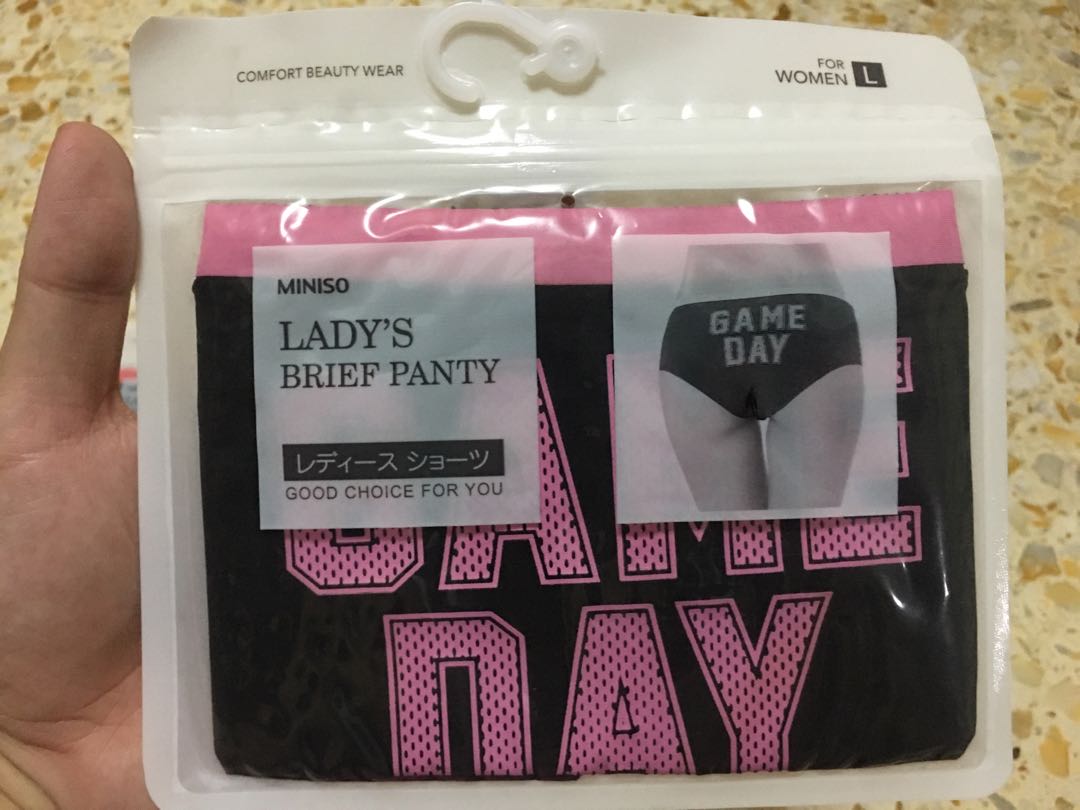 COMFORT BEAUTY WEAR
FOR
WOMEN L
MINISO
LADY'S
BRIEF PANTY
レディース ショーツ
GOOD CHOICE FOR YOU
GAME
DAY
GAME
DAY